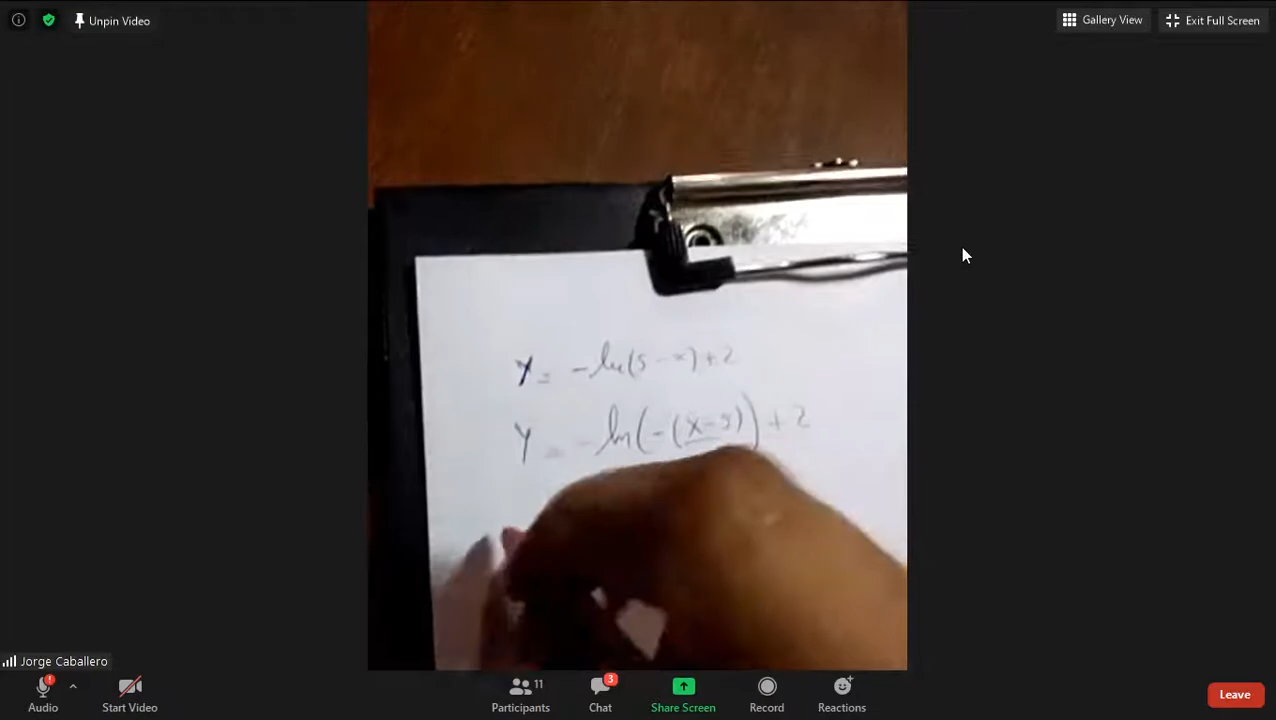 Unpin Video
Gallery View
Exit Full Screen
Y = -ln(5-x)+2
Y = -ln(-(x-5))+2
Jorge Caballero
Audio
Start Video
Participants
11
Chat
3
Share Screen
Record
Reactions
Leave